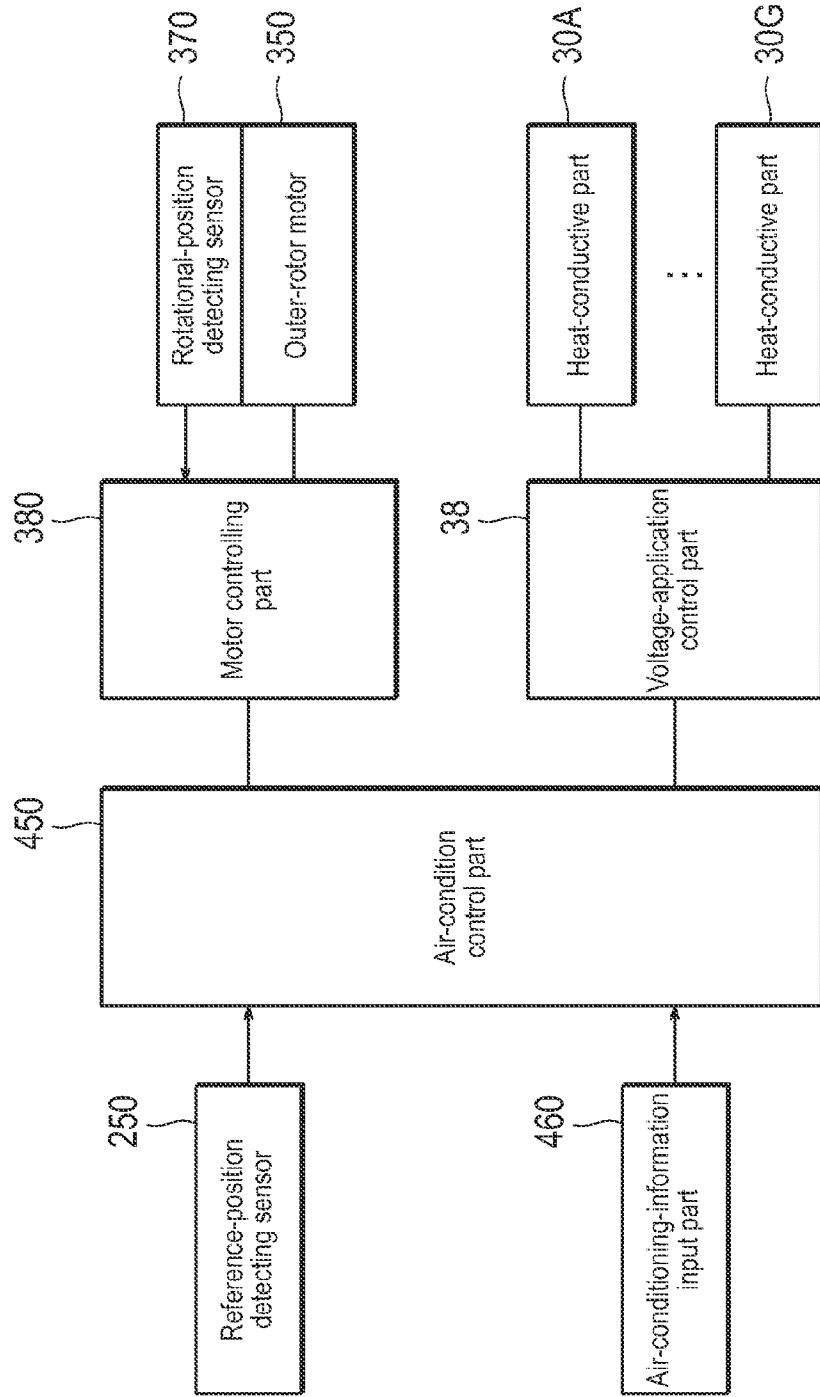 250
Reference-position
detecting sensor
460
Air-conditioning-information
input part
450
Air-condition
control part
380
Motor controlling
part
38
Voltage-application
control part
370
Rotational-position
detecting sensor
350
Outer-rotor motor
30A
Heat-conductive part
...
30G
Heat-conductive part